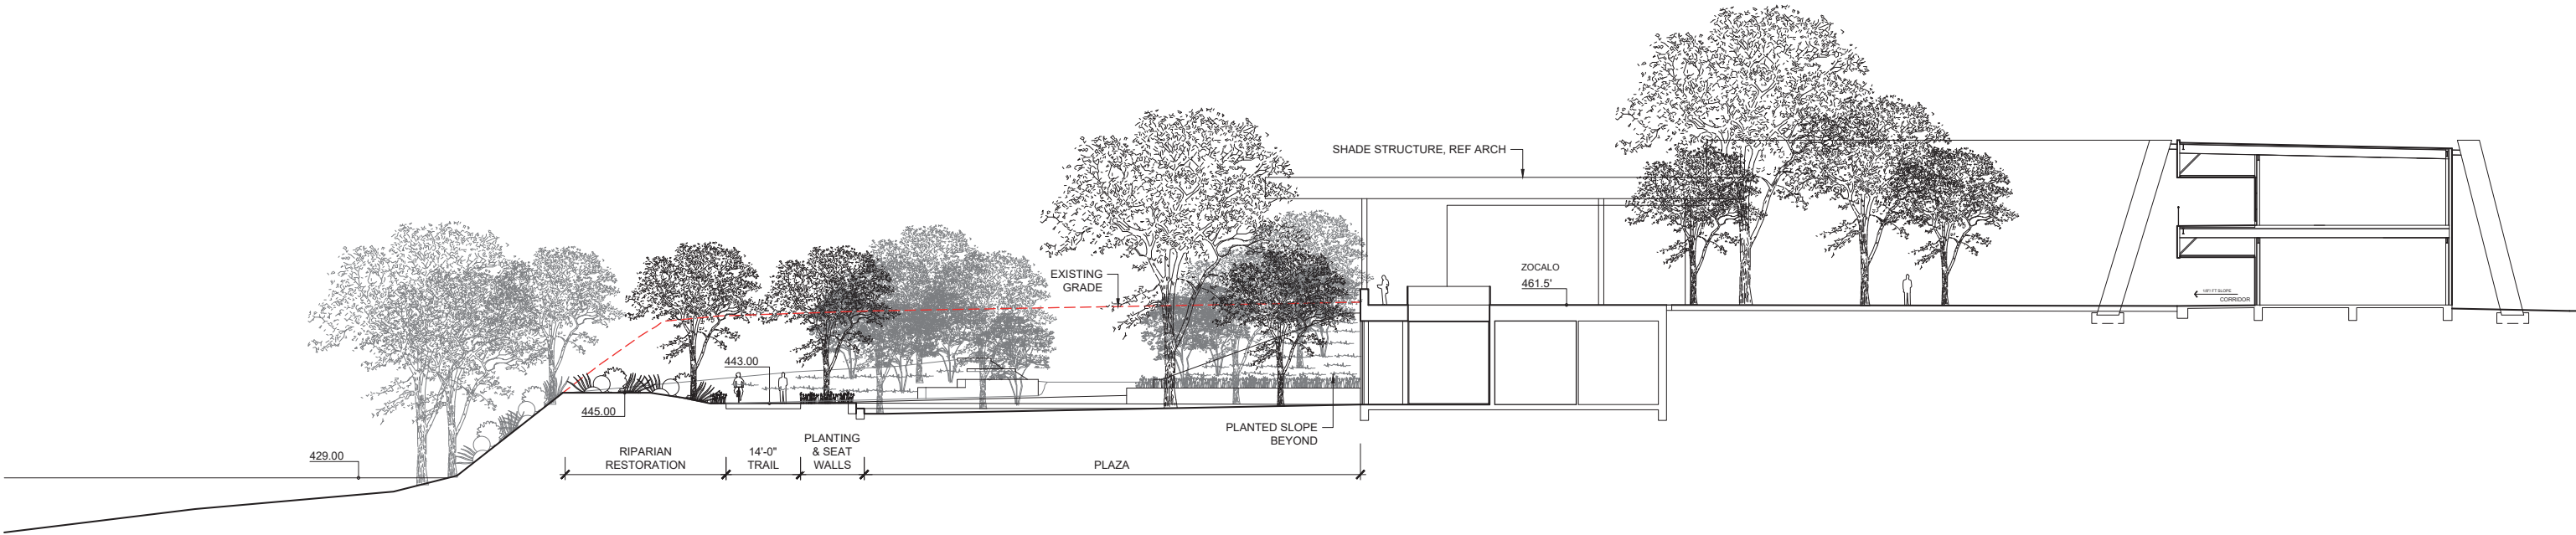 SHADE STRUCTURE, REF ARCH
EXISTING
GRADE
ZOCALO
461.5'
CORRIDOR
443.00
445.00
429.00
PLANTED SLOPE
BEYOND
RIPARIAN
RESTORATION
14'-0"
TRAIL
PLANTING
& SEAT
WALLS
PLAZA